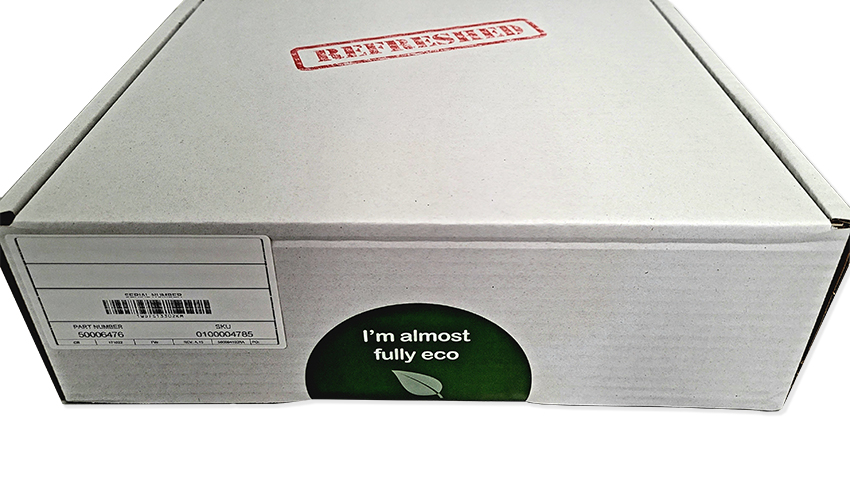 REFRESHED
SERIAL NUMBER
PART NUMBER SKU
50006476 0100004785
I'm almost
fully eco